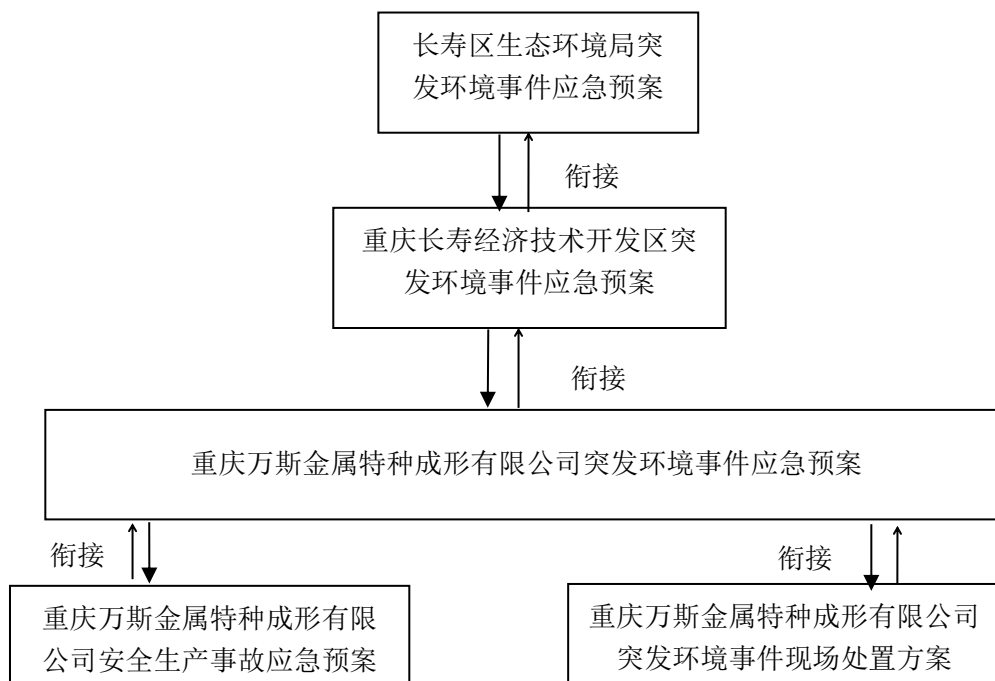 长寿区生态环境局突
发环境事件应急预案
衔接
重庆长寿经济技术开发区突
发环境事件应急预案
衔接
重庆万斯金属特种成形有限公司突发环境事件应急预案
衔接
衔接
重庆万斯金属特种成形有限
公司安全生产事故应急预案
重庆万斯金属特种成形有限公司
突发环境事件现场处置方案